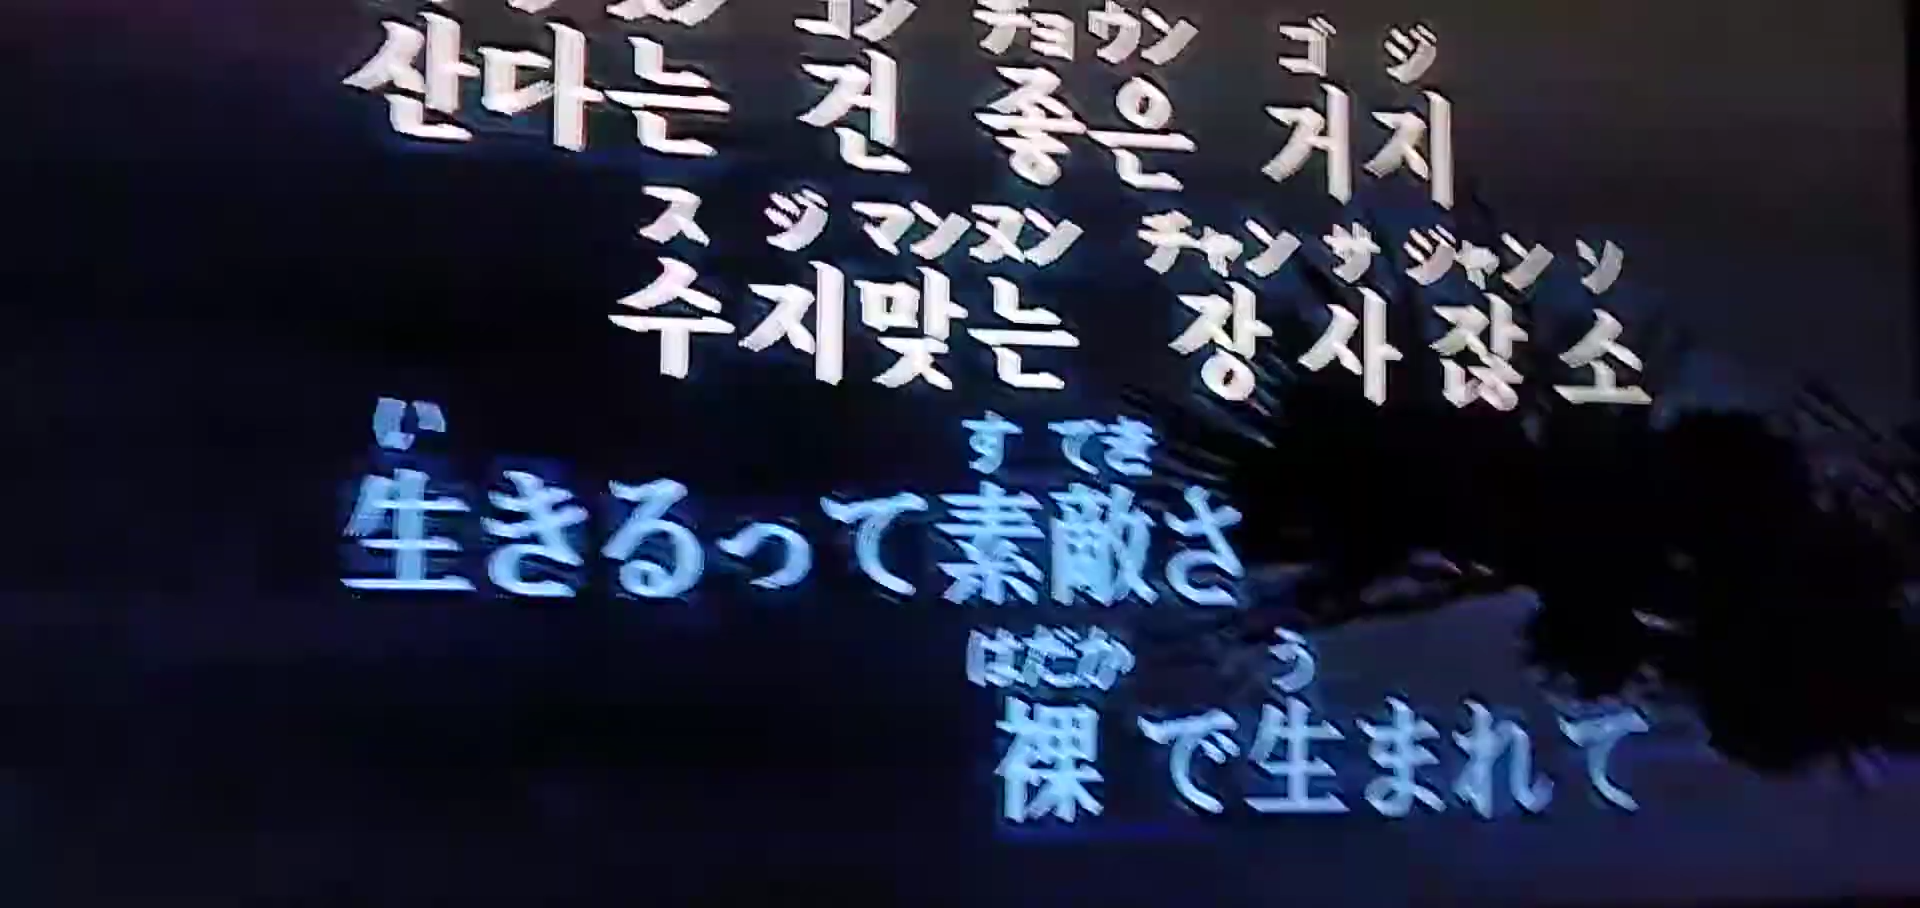 コン チョウン ゴ ジ
산다는 건 좋은 거지
ス ジ マンヌン チャン サ ジャン ソ
수지맞는 장사잖소
い す てき
生きるって素敵さ
はだか う
裸で生まれて